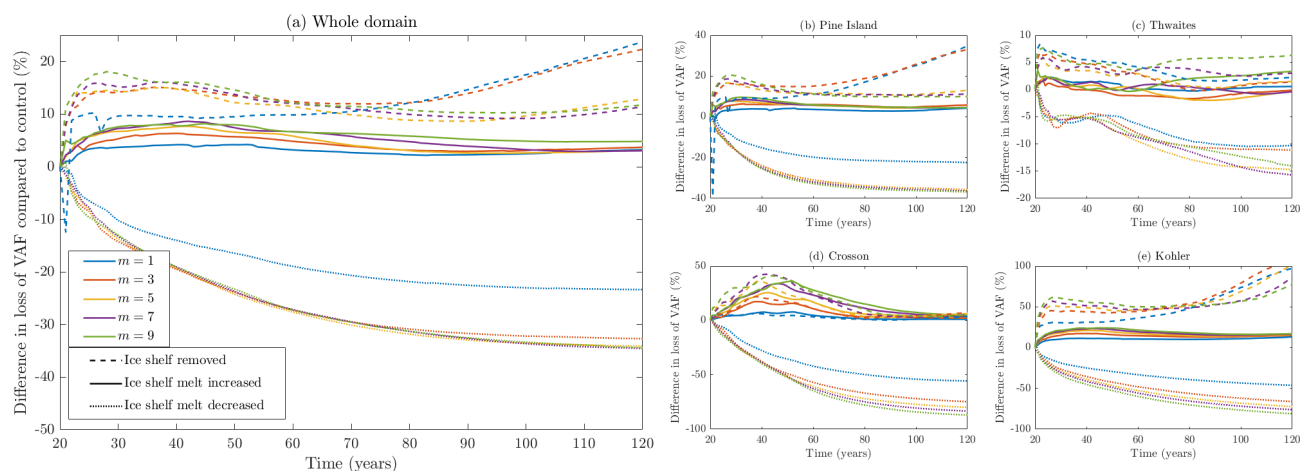 (a) Whole domain
Difference in loss of VAF compared to control (%)
20
10
0
-10
-20
-30
-40
-50
m = 1
m = 3
m = 5
m = 7
m = 9
Ice shelf removed
Ice shelf melt increased
Ice shelf melt decreased
20 30 40 50 60 70 80 90 100 110 120
Time (years)
(b) Pine Island
Difference in loss of VAF (%)
40
20
0
-20
-40
20 40 60 80 100 120
Time (years)
(c) Thwaites
Difference in loss of VAF (%)
10
5
0
-5
-10
-15
-20
20 40 60 80 100 120
Time (years)
(d) Crosson
Difference in loss of VAF (%)
50
0
-50
-100
20 40 60 80 100 120
Time (years)
(e) Kohler
Difference in loss of VAF (%)
100
50
0
-50
-100
20 40 60 80 100 120
Time (years)